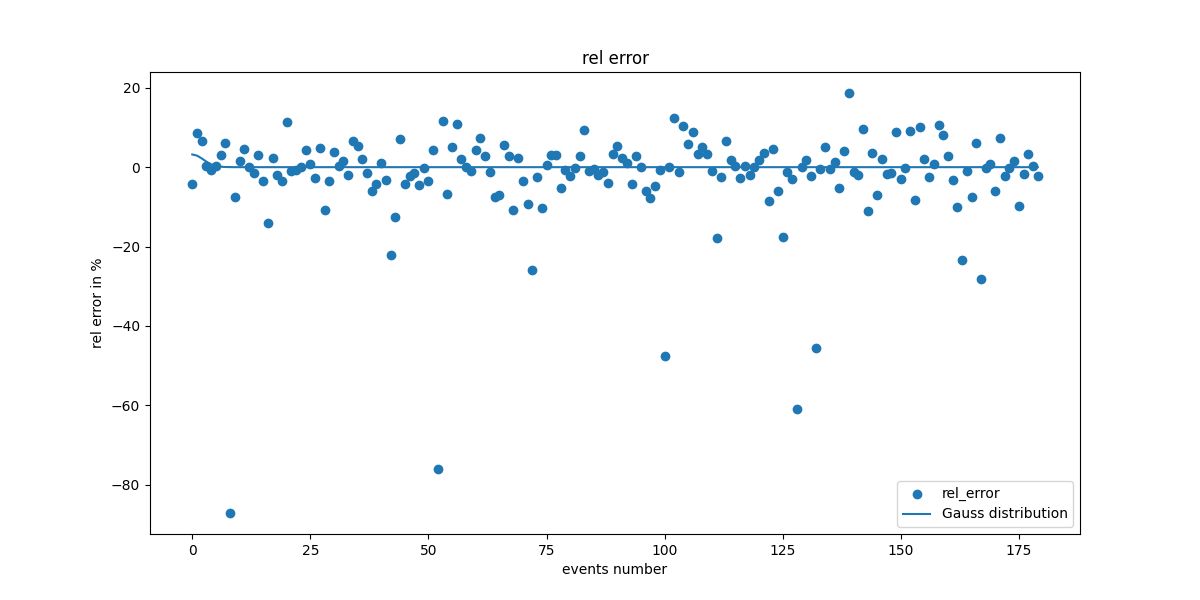 rel error
20
0
−20
−40
−60
−80
rel error in %
0
25
50
75
100
125
150
175
events number
rel_error
Gauss distribution